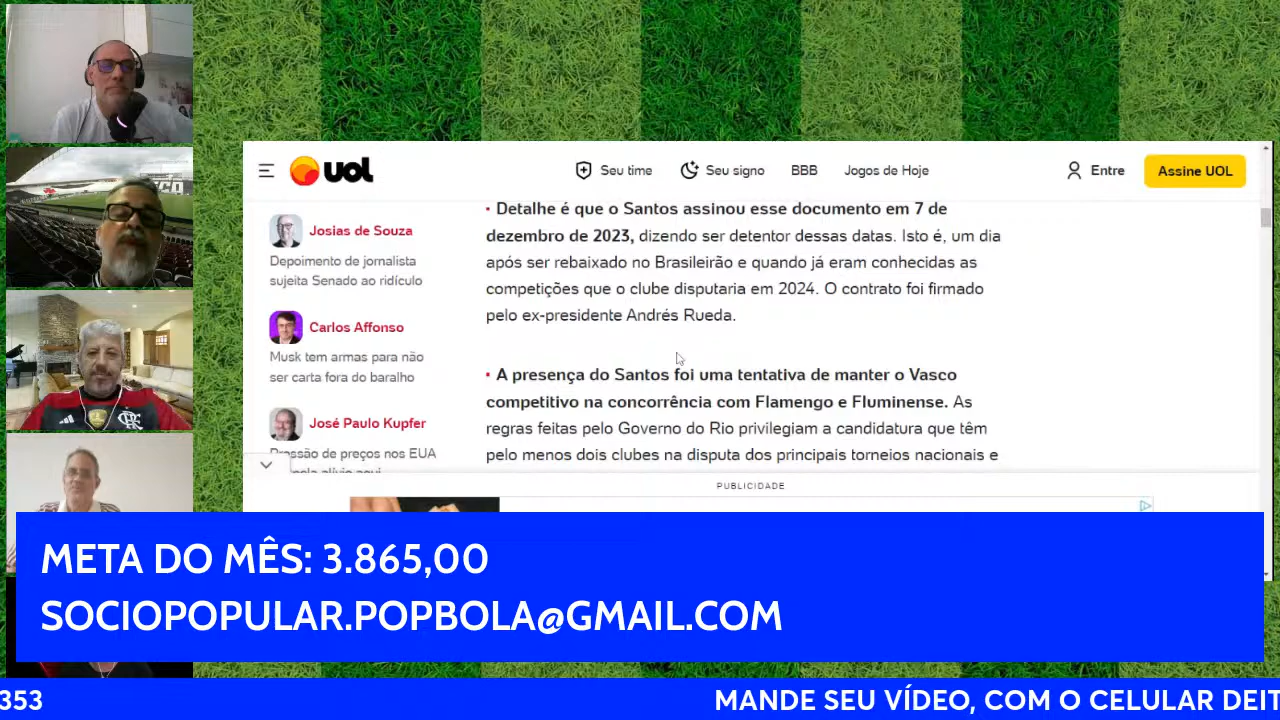 UOL
Seu time
Seu signo
BBB
Jogos de Hoje
Entre
Assine UOL
Josias de Souza
Depoimento de jornalista
sujeita Senado ao ridículo
Carlos Affonso
Musk tem armas para não
ser carta fora do baralho
José Paulo Kupfer
Pressão de preços nos EUA
• Detalhe é que o Santos assinou esse documento em 7 de
dezembro de 2023, dizendo ser detentor dessas datas. Isto é, um dia
após ser rebaixado no Brasileirão e quando já eram conhecidas as
competições que o clube disputaria em 2024. O contrato foi firmado
pelo ex-presidente Andrés Rueda.
• A presença do Santos foi uma tentativa de manter o Vasco
competitivo na concorrência com Flamengo e Fluminense. As
regras feitas pelo Governo do Rio privilegiam a candidatura que têm
pelo menos dois clubes na disputa dos principais torneios nacionais e
PUBLICIDADE
META DO MÊS: 3.865,00
SOCIOPOPULAR.POPBOLA@GMAIL.COM
353
MANDE SEU VÍDEO, COM O CELULAR DEIT